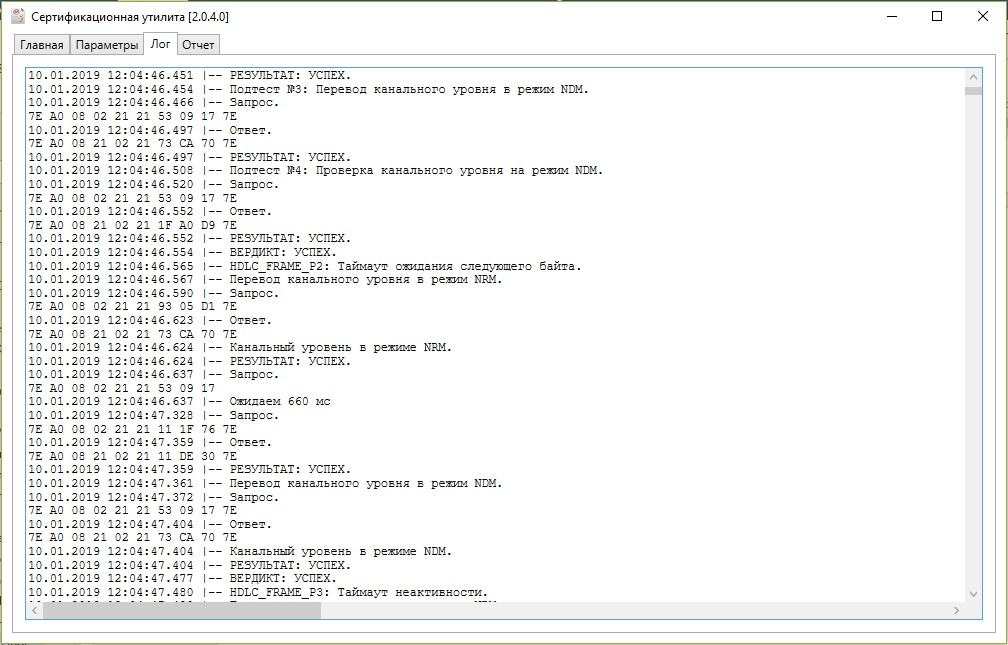 Сертификационная утилита [2.0.4.0]
Главная Параметры Лог Отчет
10.01.2019 12:04:46.451 |-- РЕЗУЛЬТАТ: УСПЕХ.
10.01.2019 12:04:46.454 |-- Подтест №3: Перевод канального уровня в режим NDM.
10.01.2019 12:04:46.466 |-- Запрос.
7E A0 08 02 21 21 53 09 17 7E
10.01.2019 12:04:46.497 |-- Ответ.
7E A0 08 21 02 21 73 CA 70 7E
10.01.2019 12:04:46.497 |-- РЕЗУЛЬТАТ: УСПЕХ.
10.01.2019 12:04:46.508 |-- Подтест №4: Проверка канального уровня на режим NDM.
10.01.2019 12:04:46.520 |-- Запрос.
7E A0 08 02 21 21 53 09 17 7E
10.01.2019 12:04:46.552 |-- Ответ.
7E A0 08 21 02 21 1F A0 D9 7E
10.01.2019 12:04:46.552 |-- РЕЗУЛЬТАТ: УСПЕХ.
10.01.2019 12:04:46.554 |-- ВЕРДИКТ: УСПЕХ.
10.01.2019 12:04:46.565 |-- HDLC_FRAME_P2: Таймаут ожидания следующего байта.
10.01.2019 12:04:46.567 |-- Перевод канального уровня в режим NRM.
10.01.2019 12:04:46.590 |-- Запрос.
7E A0 08 02 21 21 93 05 D1 7E
10.01.2019 12:04:46.623 |-- Ответ.
7E A0 08 21 02 21 73 CA 70 7E
10.01.2019 12:04:46.624 |-- Канальный уровень в режиме NRM.
10.01.2019 12:04:46.624 |-- РЕЗУЛЬТАТ: УСПЕХ.
10.01.2019 12:04:46.637 |-- Запрос.
7E A0 08 02 21 21 53 09 17
10.01.2019 12:04:46.637 |-- Ожидаем 660 мс
10.01.2019 12:04:47.328 |-- Запрос.
7E A0 08 02 21 21 11 1F 76 7E
10.01.2019 12:04:47.359 |-- Ответ.
7E A0 08 21 02 21 11 DE 30 7E
10.01.2019 12:04:47.359 |-- РЕЗУЛЬТАТ: УСПЕХ.
10.01.2019 12:04:47.361 |-- Перевод канального уровня в режим NDM.
10.01.2019 12:04:47.372 |-- Запрос.
7E A0 08 02 21 21 53 09 17 7E
10.01.2019 12:04:47.404 |-- Ответ.
7E A0 08 21 02 21 73 CA 70 7E
10.01.2019 12:04:47.404 |-- Канальный уровень в режиме NDM.
10.01.2019 12:04:47.404 |-- РЕЗУЛЬТАТ: УСПЕХ.
10.01.2019 12:04:47.477 |-- ВЕРДИКТ: УСПЕХ.
10.01.2019 12:04:47.480 |-- HDLC_FRAME_P3: Таймаут неактивности.